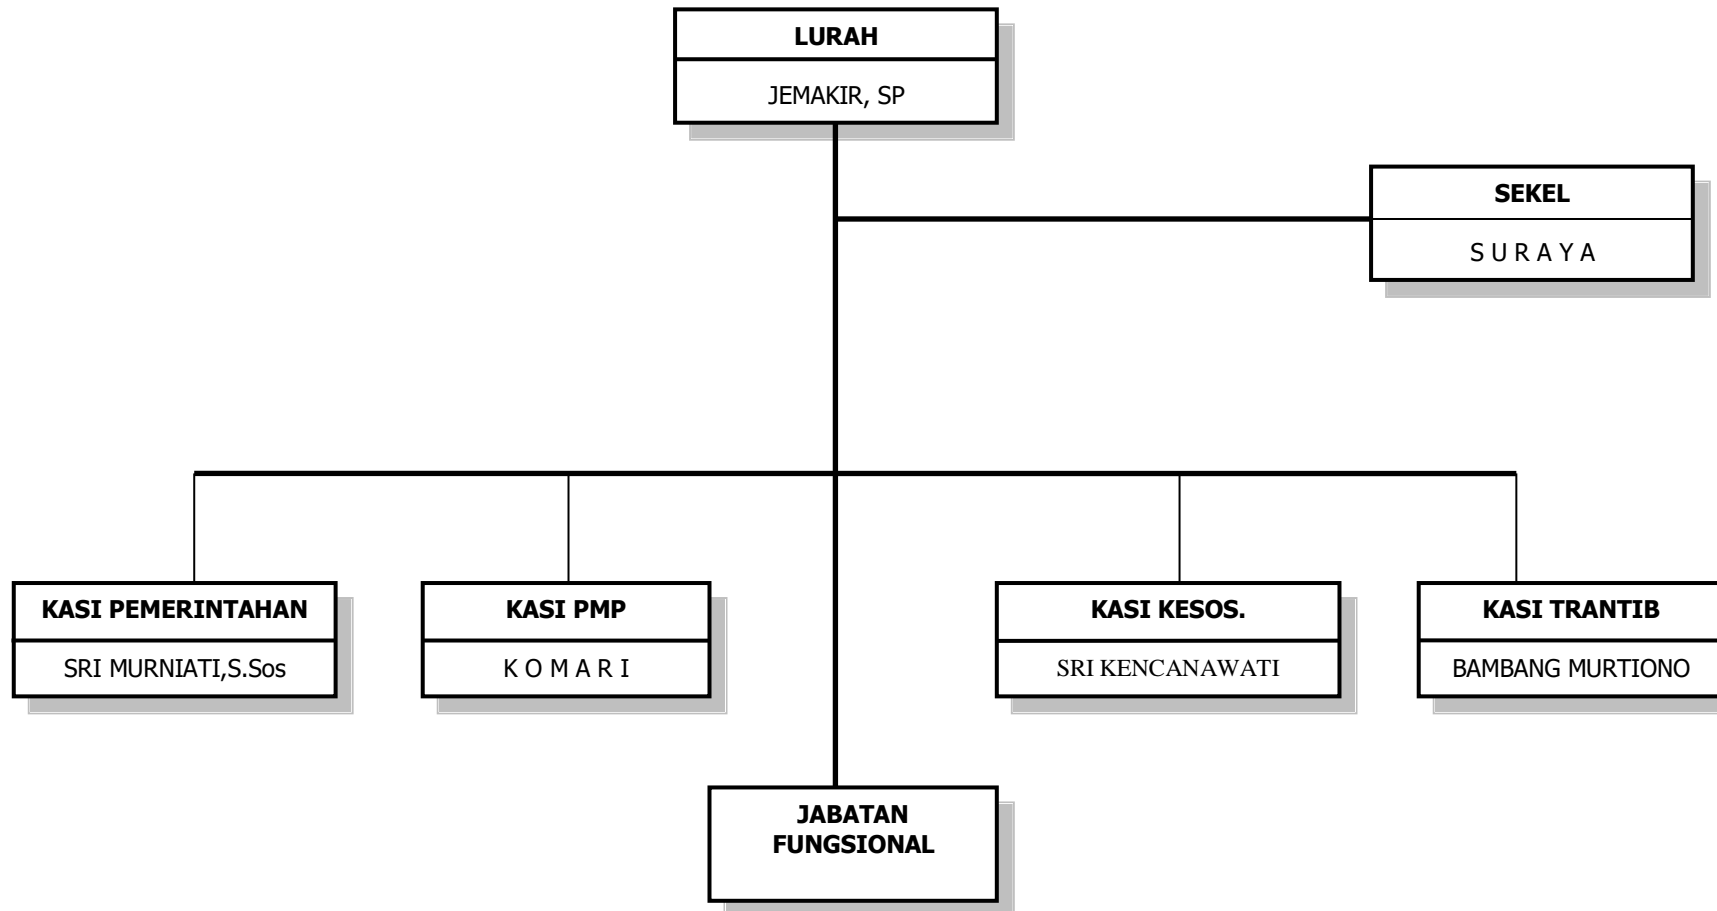 LURAH
JEMAKIR, SP
SEKEL
S U R A Y A
KASI PEMERINTAHAN
SRI MURNIATI,S.Sos
KASI PMP
K O M A R I
KASI KESOS.
SRI KENCANAWATI
KASI TRANTIB
BAMBANG MURTIONO
JABATAN
FUNGSIONAL